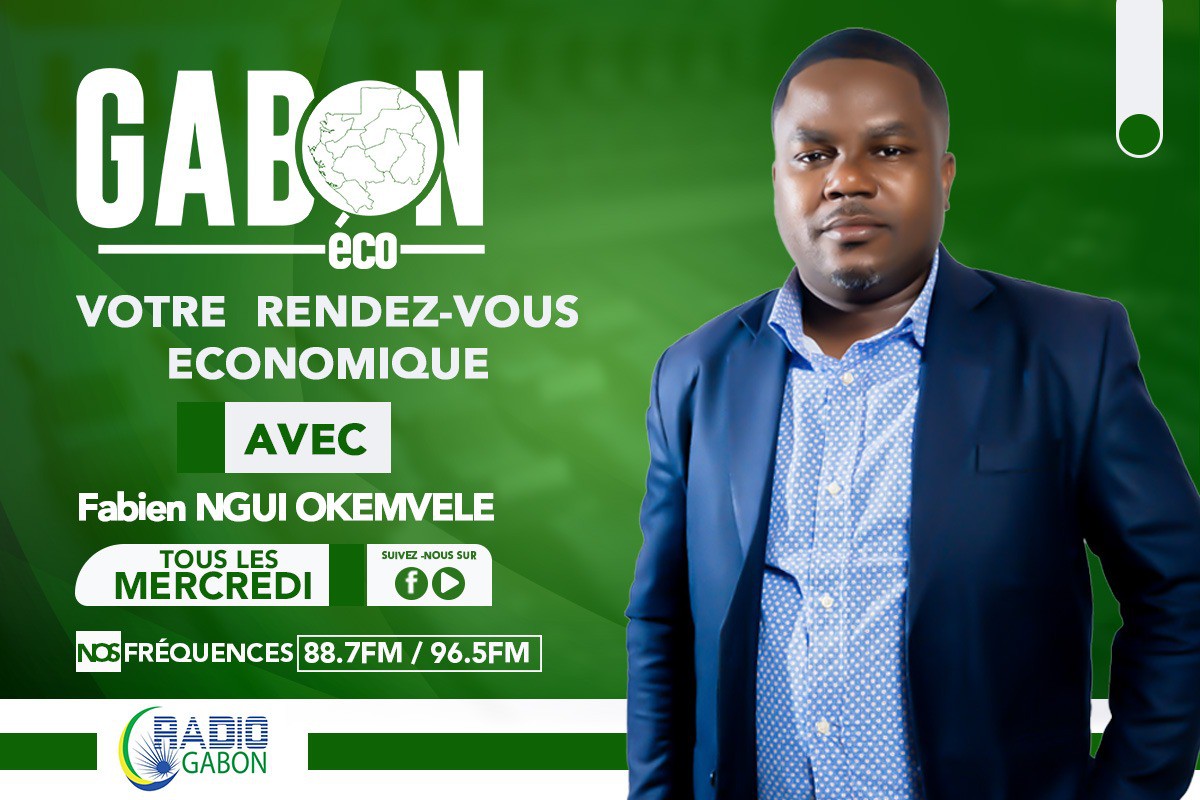 GABON
éco
VOTRE RENDEZ-VOUS
ECONOMIQUE
AVEC
Fabien NGUI OKEMVELE
TOUS LES
MERCREDI
SUIVEZ -NOUS SUR
NOS FRÉQUENCES 88.7FM / 96.5FM
RADIO
GABON